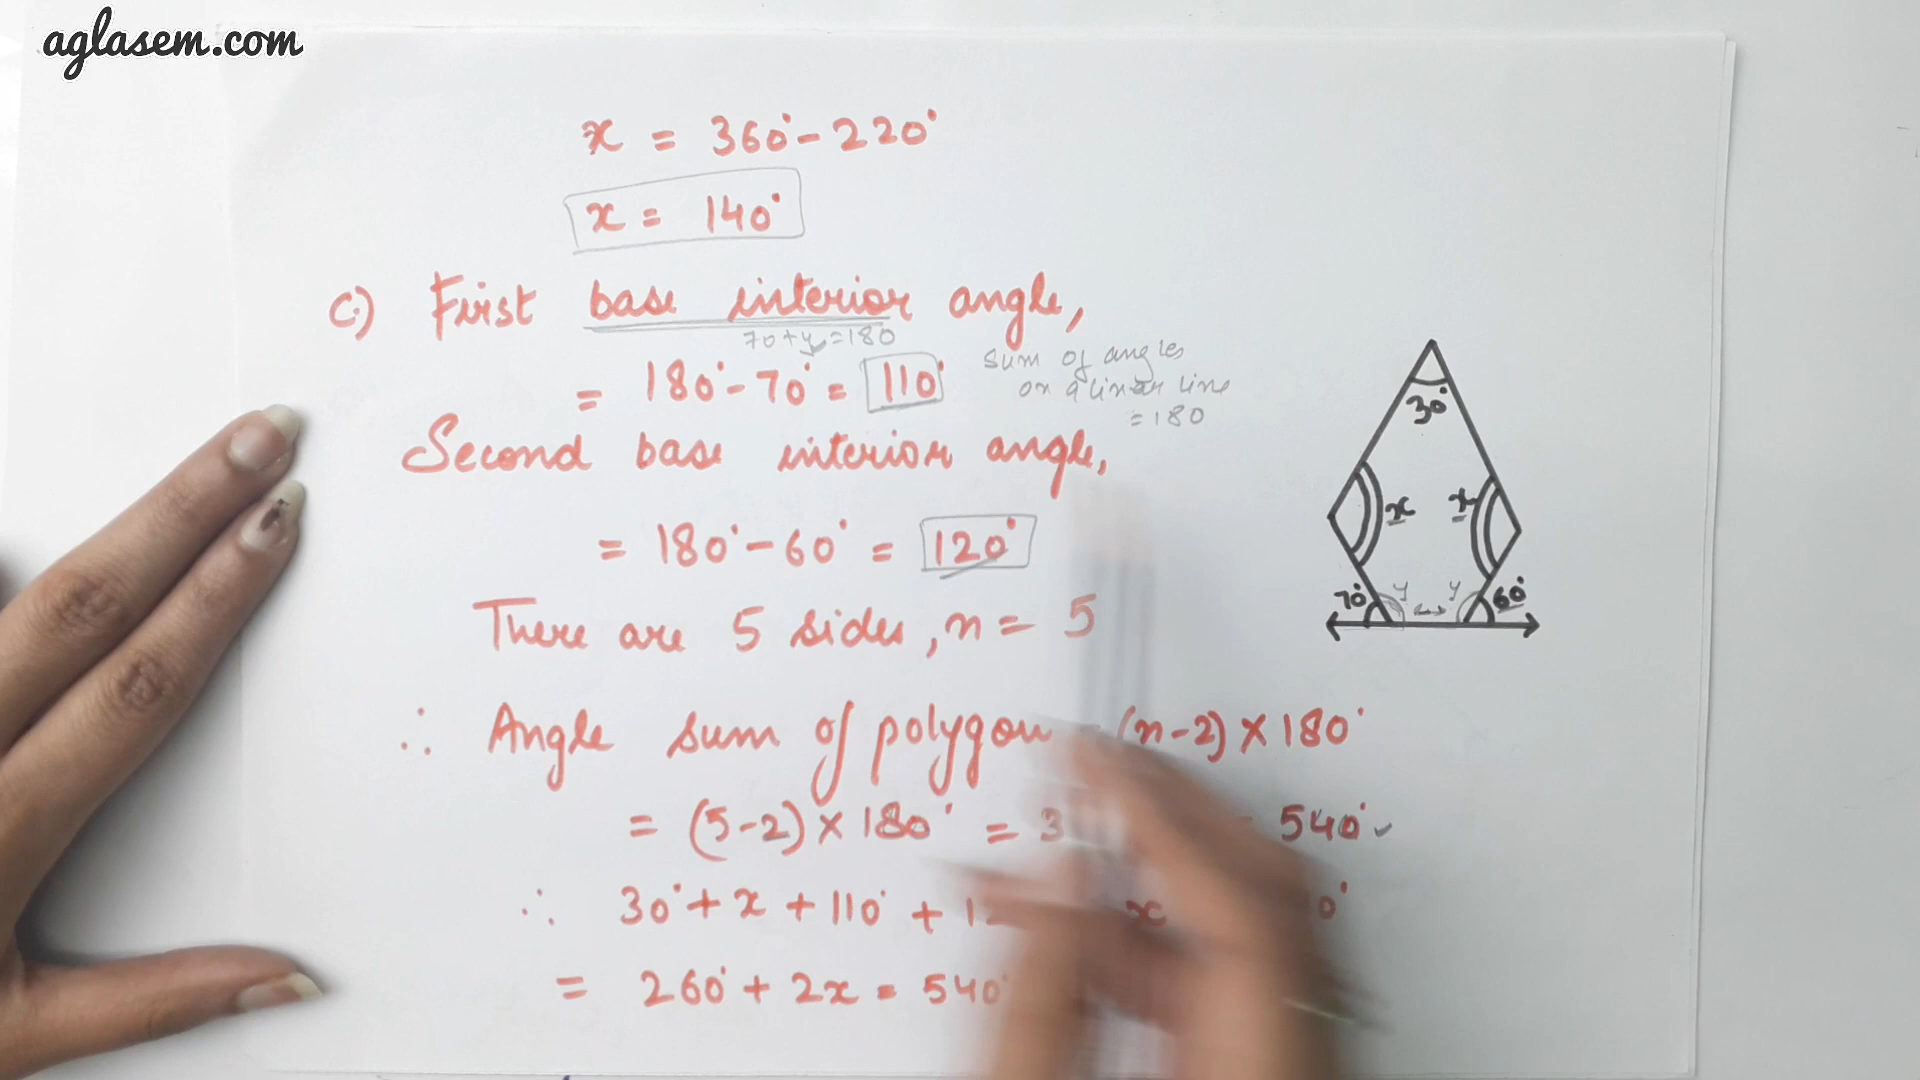 aglasem.com
x = 360° - 220°
x = 140°
c) First base interior angle,
70 + y = 180
= 180° - 70° = 110°
sum of angles
on a linear line
= 180
Second base interior angle,
= 180° - 60° = 120°
There are 5 sides, n = 5
∴ Angle sum of polygon = (n-2) × 180°
= (5-2) × 180° = 3 = 540°
∴ 30° + x + 110° + 12 x 0°
= 260° + 2x = 540°
30°
x x
70° y y 60°